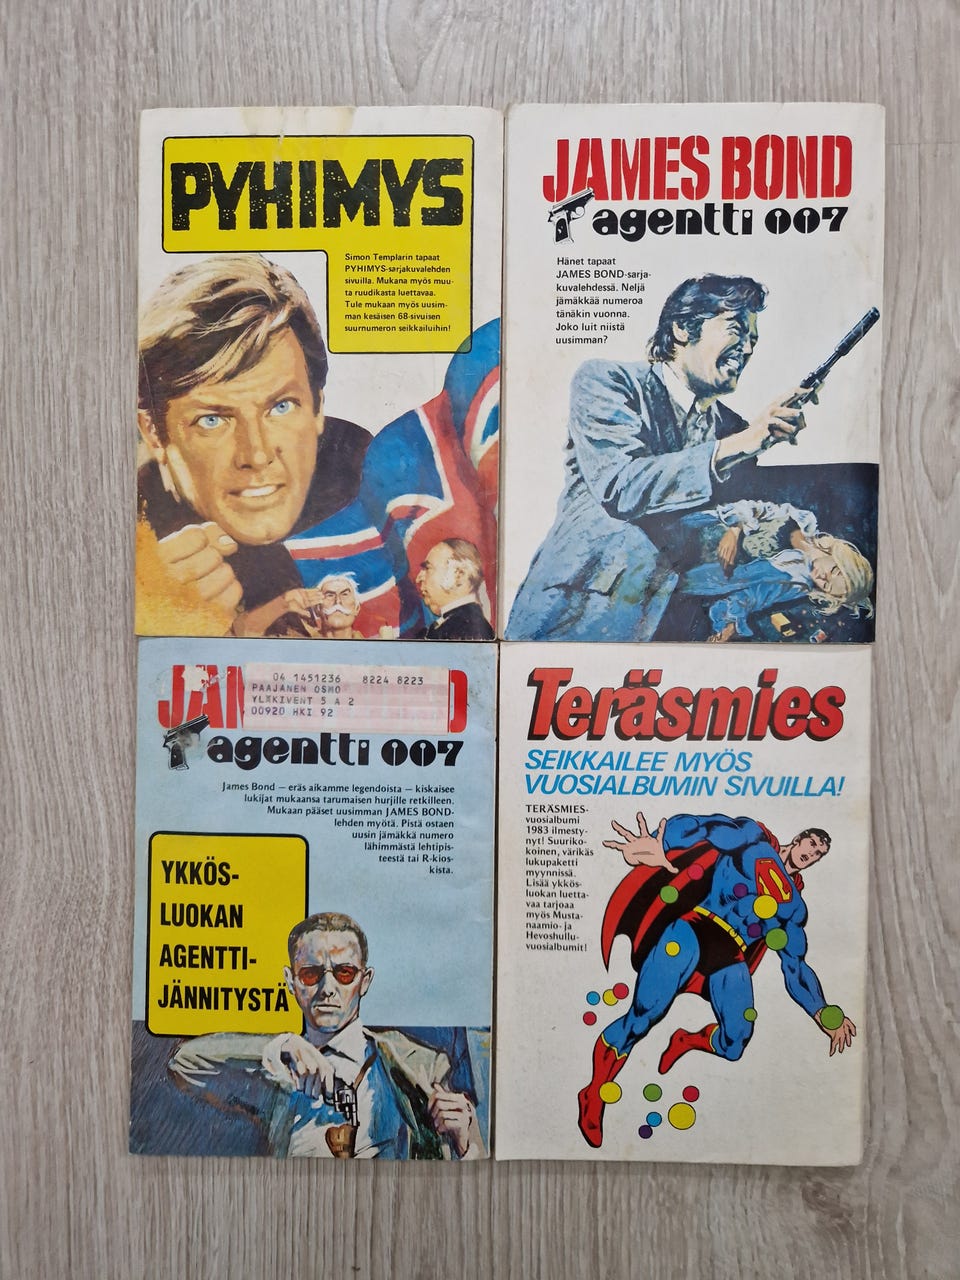 PYHIMYS
Simon Templarin tapaat
PYHIMYS-sarjakuvalehden
sivuilla. Mukana myös muu-
ta ruudikasta luettavaa.
Tule mukaan myös uusim-
man kesäisen 68-sivuisen
suurnumeron seikkailuihin!
JAMES BOND
agentti 007
Hänet tapaat
JAMES BOND-sarja-
kuvalehdessä. Neljä
jämäkkää numeroa
tänäkin vuonna.
Joko luit niistä
uusimman?
JAM D
04 1451236 8224 8223
PAAJANEN OSMO
YLÄKIVENT 5 A 2
00920 HKI 92
agentti 007
James Bond — eräs aikamme legendoista — kiskaisee
lukijat mukaansa tarumaisen hurjille retkilleen.
Mukaan pääset uusimman JAMES BOND-
lehden myötä. Pistä ostaen
uusin jämäkkä numero
lähimmästä lehtipis-
teestä tai R-kios-
kista.
YKKÖS-
LUOKAN
AGENTTI-
JÄNNITYSTÄ
Teräsmies
SEIKKAILEE MYÖS
VUOSIALBUMIN SIVUILLA!
TERÄSMIES-
vuosialbumi
1983 ilmesty-
nyt! Suuriko-
koinen, värikäs
lukupaketti
myynnissä.
Lisää ykkös-
luokan luetta-
vaa tarjoaa
myös Musta-
naamio- ja
Hevoshullu-
vuosialbumit!